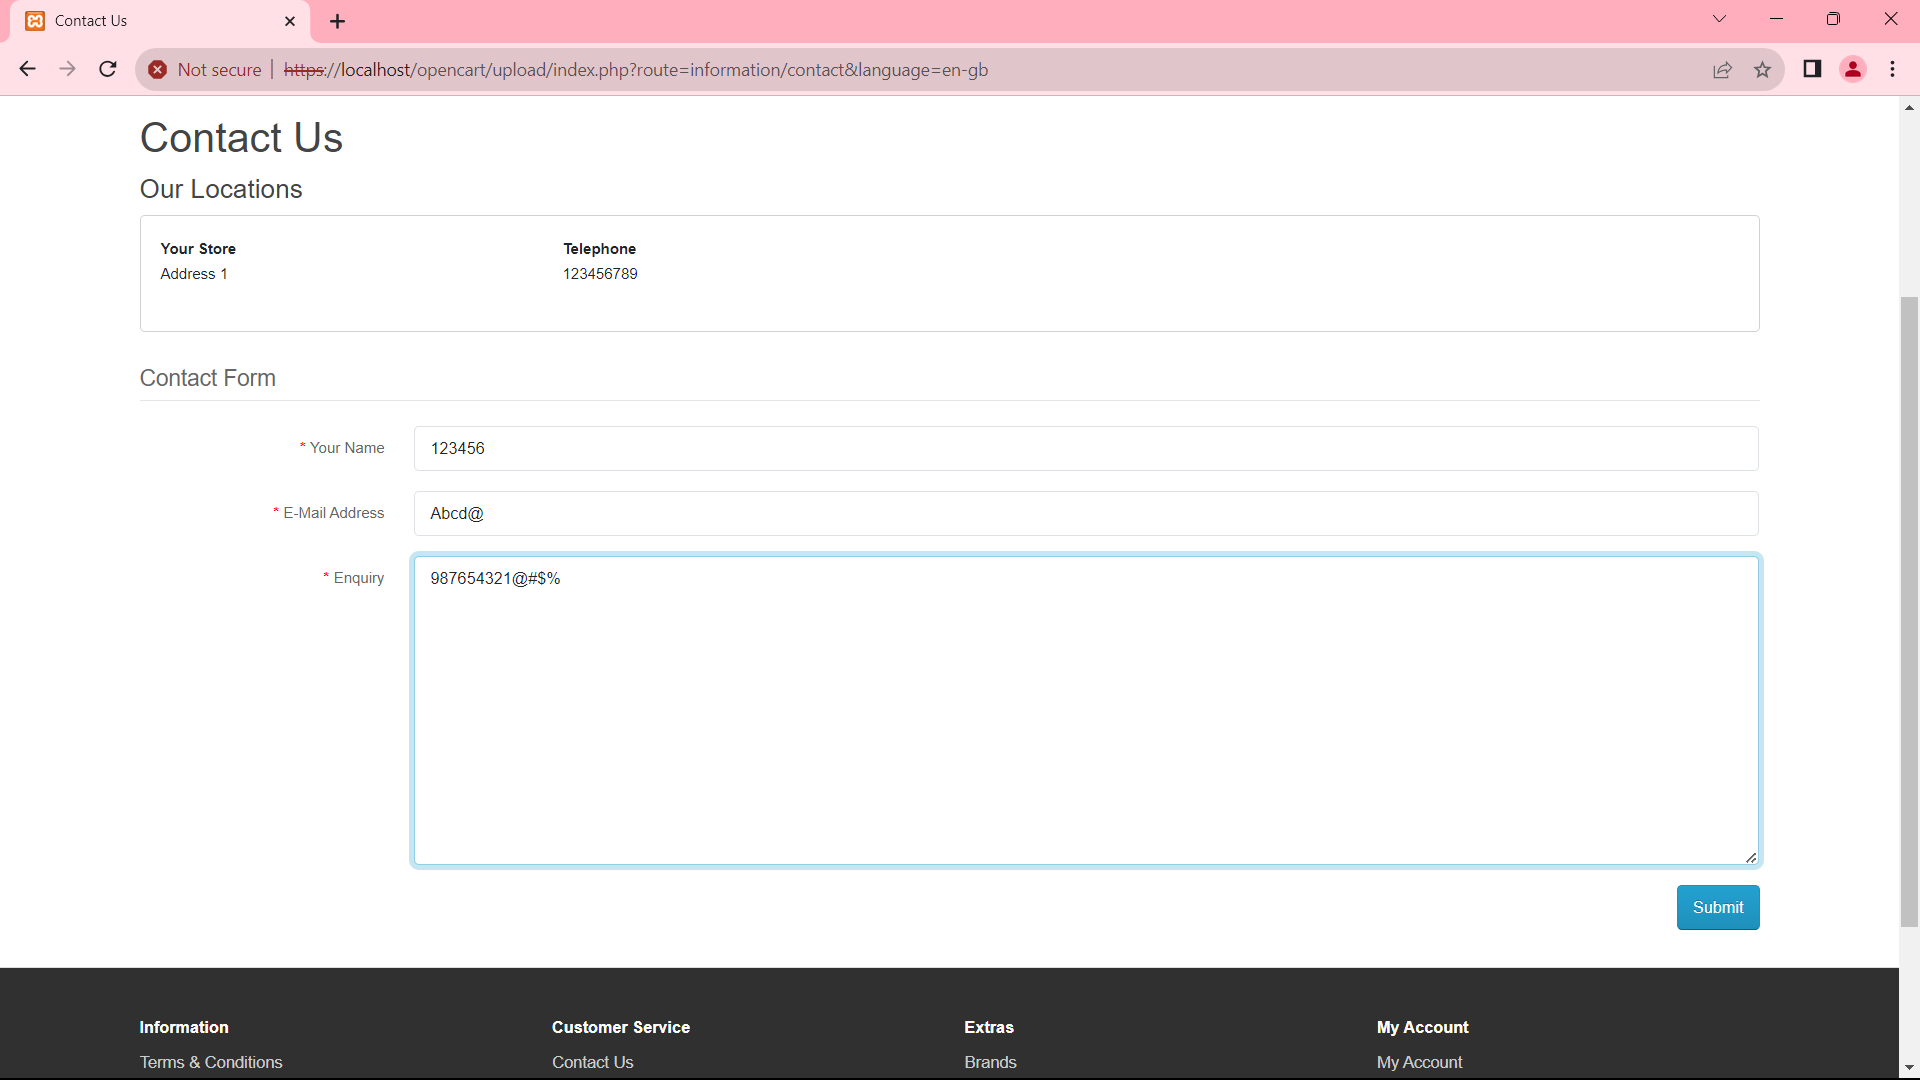 Contact Us
Not secure | https://localhost/opencart/upload/index.php?route=information/contact&language=en-gb
Contact Us
Our Locations
Your Store Telephone
Address 1 123456789
Contact Form
* Your Name 123456
* E-Mail Address Abcd@
* Enquiry 987654321@#$%
Submit
Information Customer Service Extras My Account
Terms & Conditions Contact Us Brands My Account